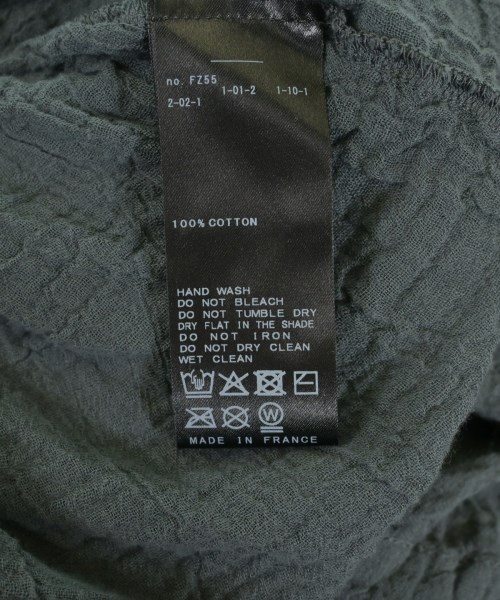 no. FZ55
1-01-2 1-10-1
2-02-1
100% COTTON
HAND WASH
DO NOT BLEACH
DO NOT TUMBLE DRY
DRY FLAT IN THE SHADE
DO NOT IRON
DO NOT DRY CLEAN
WET CLEAN
W
MADE IN FRANCE